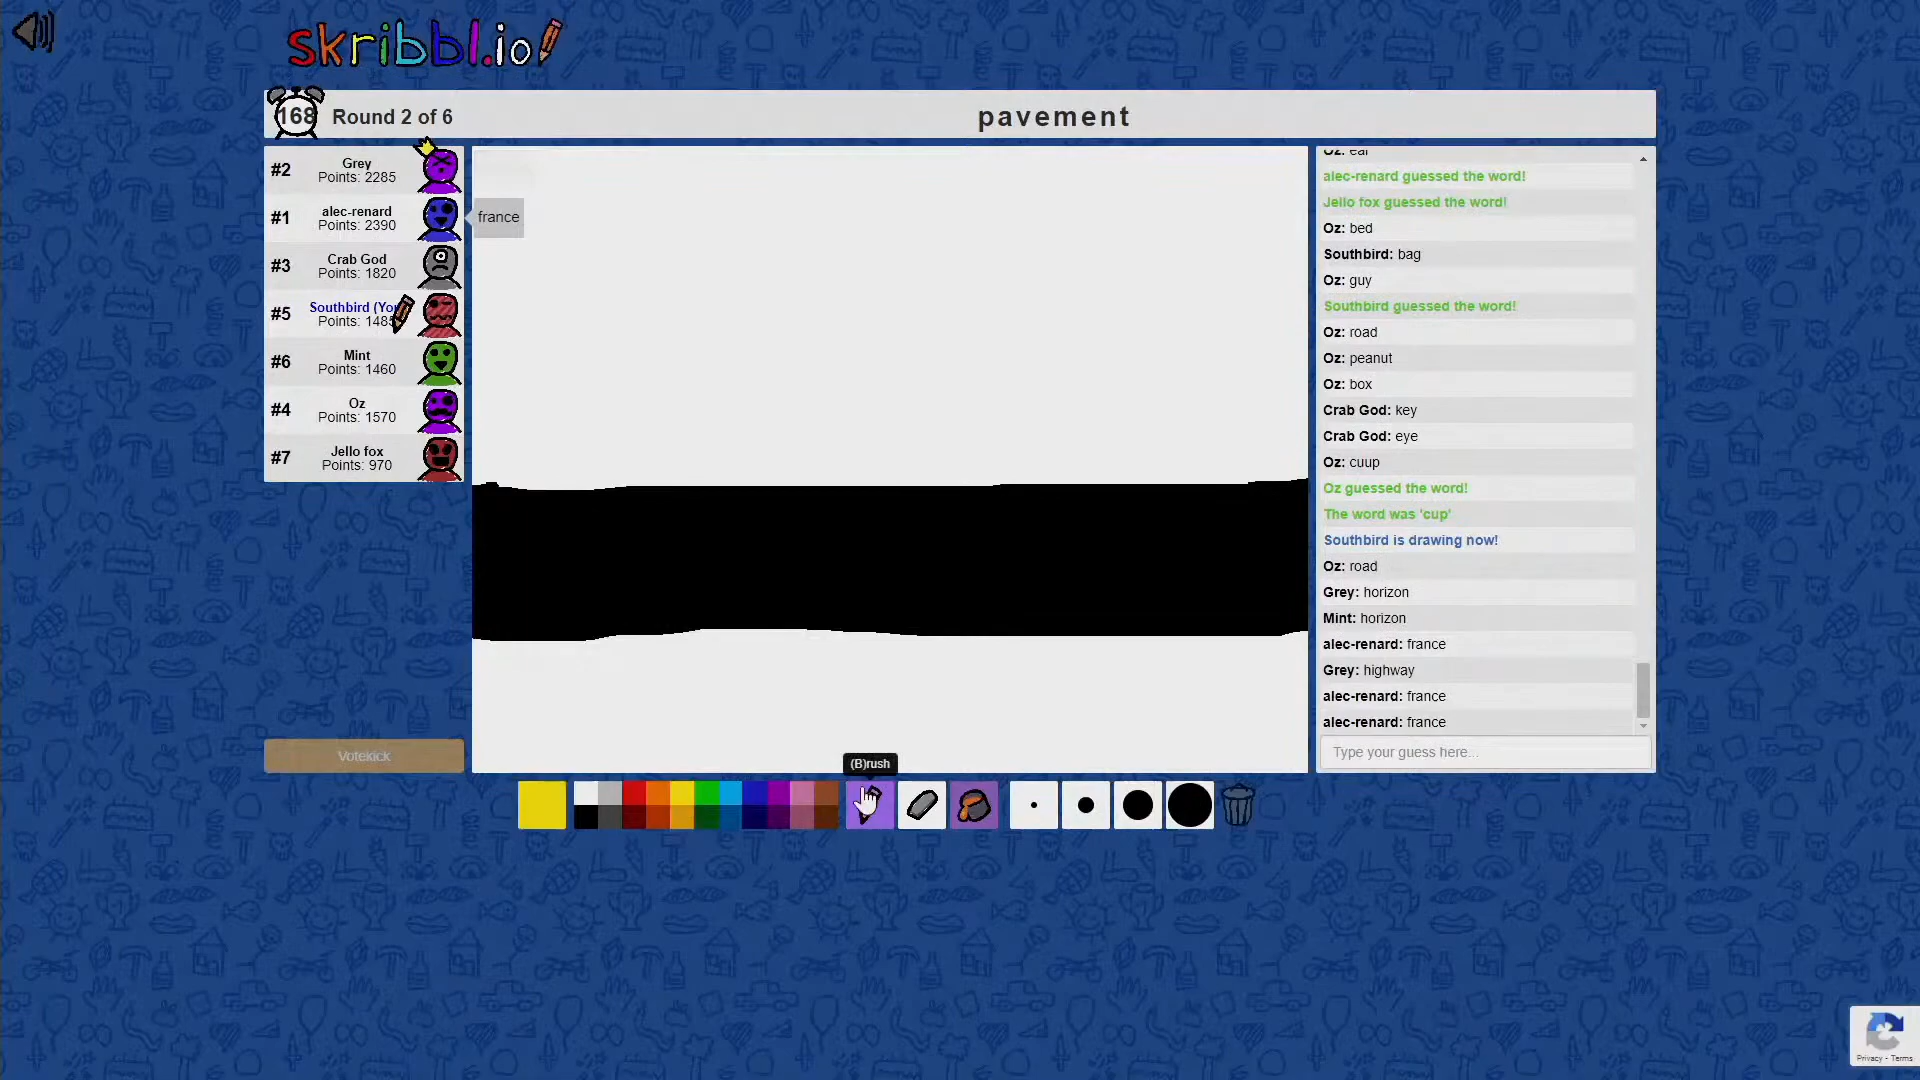 skribbl.io
168
Round 2 of 6
pavement
#2
Grey
Points: 2285
#1
alec-renard
Points: 2390
france
#3
Crab God
Points: 1820
#5
Southbird (Yo
Points: 1485
#6
Mint
Points: 1460
#4
Oz
Points: 1570
#7
Jello fox
Points: 970
Votekick
Oz: ear
alec-renard guessed the word!
Jello fox guessed the word!
Oz: bed
Southbird: bag
Oz: guy
Southbird guessed the word!
Oz: road
Oz: peanut
Oz: box
Crab God: key
Crab God: eye
Oz: cuup
Oz guessed the word!
The word was 'cup'
Southbird is drawing now!
Oz: road
Grey: horizon
Mint: horizon
alec-renard: france
Grey: highway
alec-renard: france
alec-renard: france
Type your guess here...
(B)rush
Privacy - Terms